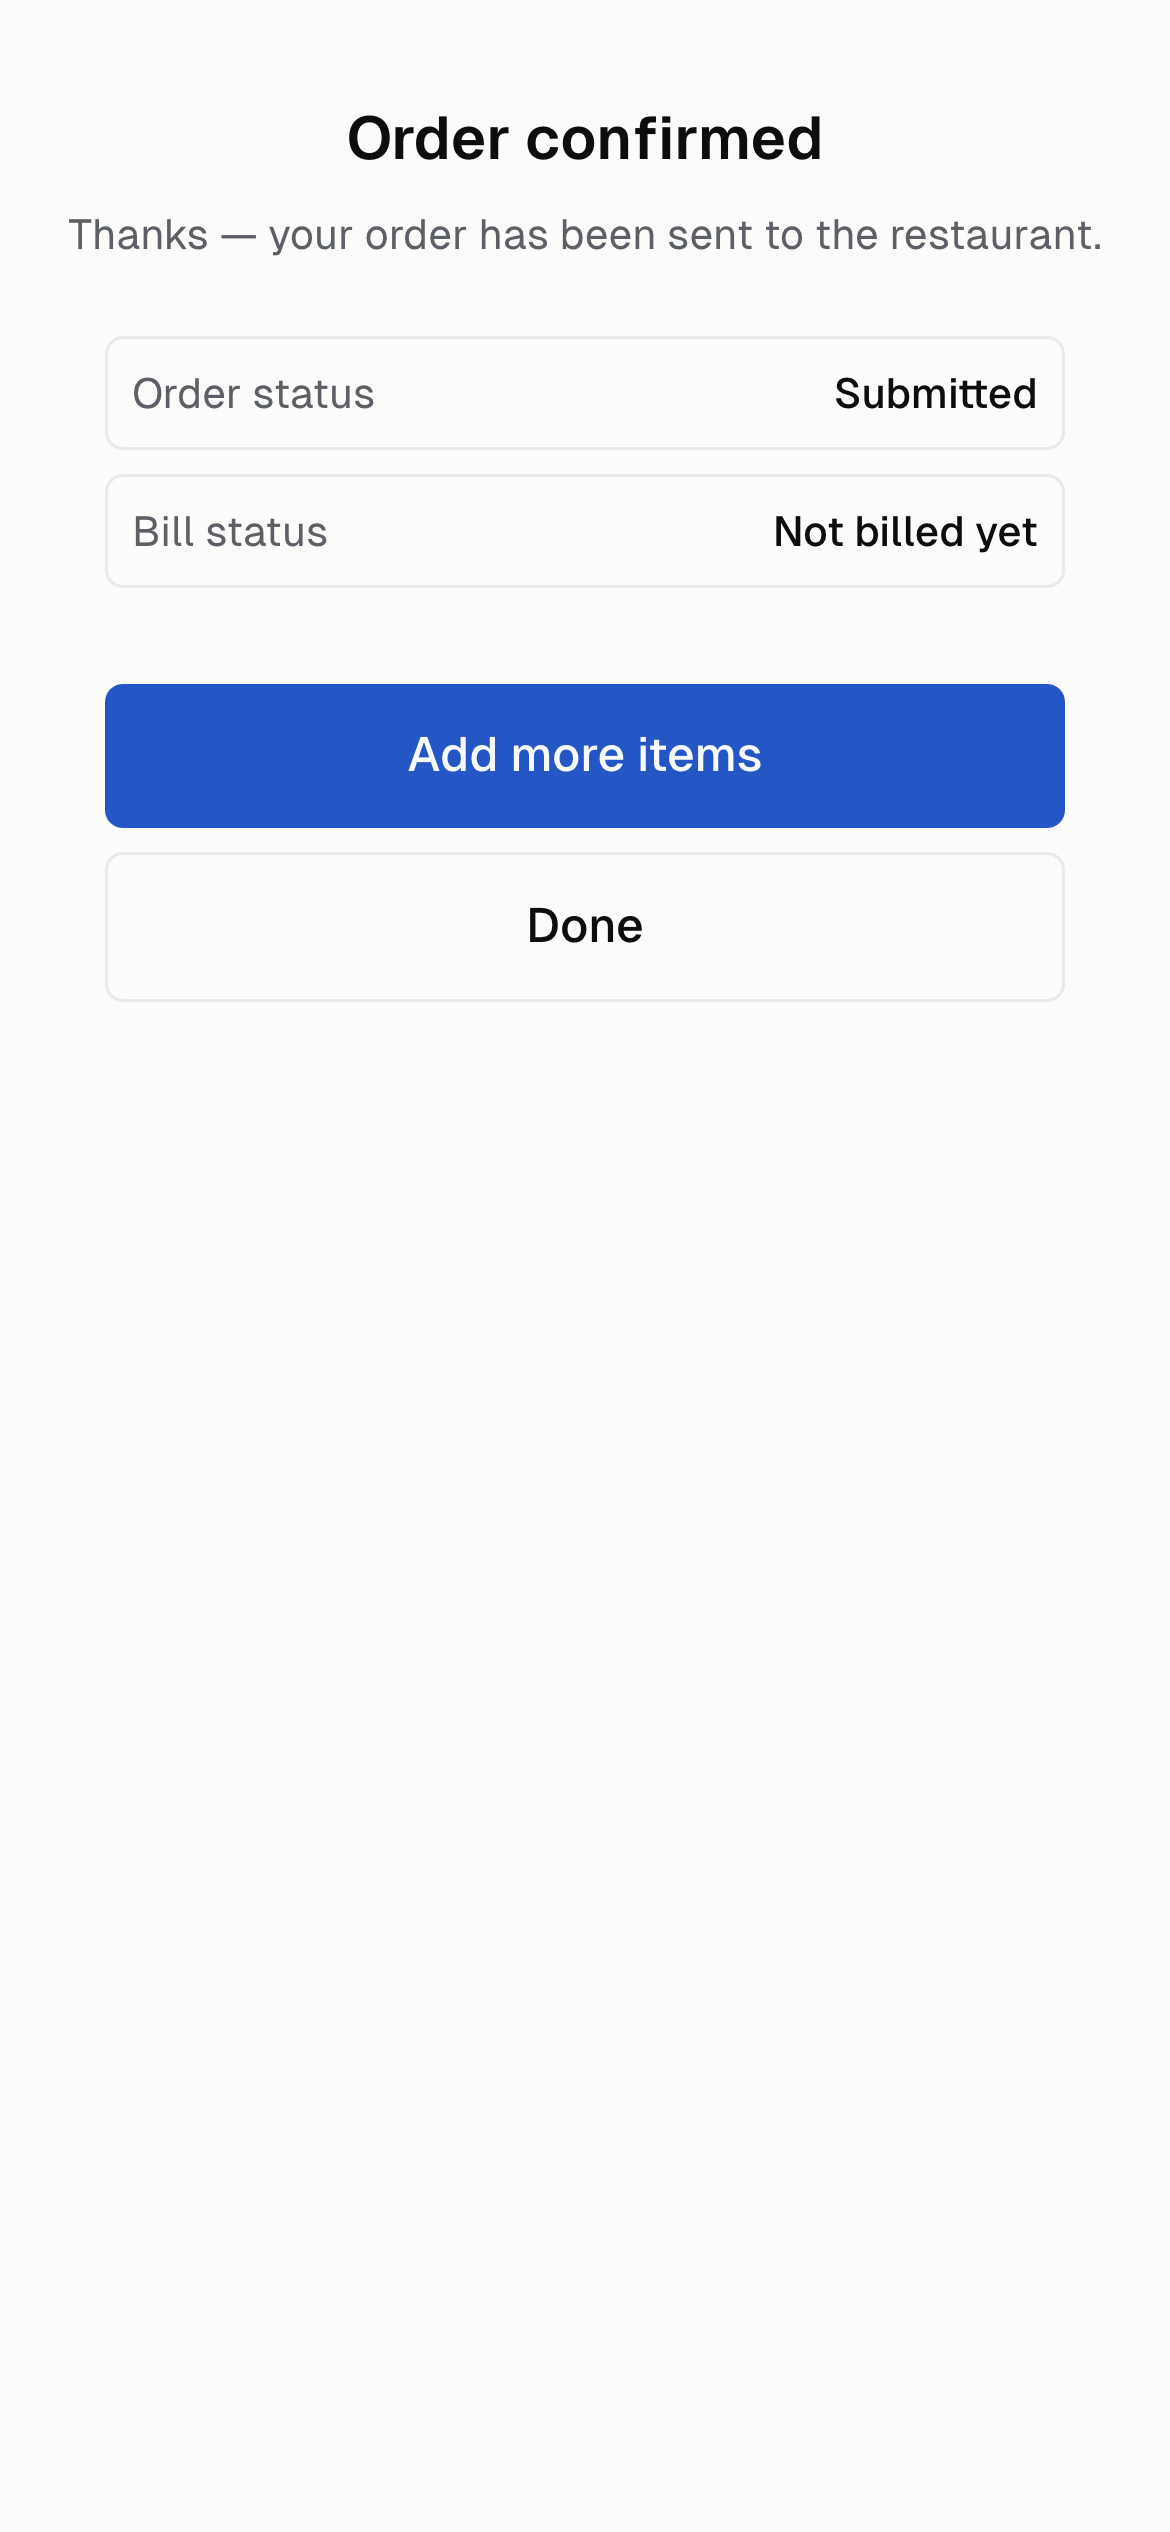 Order confirmed
Thanks — your order has been sent to the restaurant.
Order status Submitted
Bill status Not billed yet
Add more items
Done